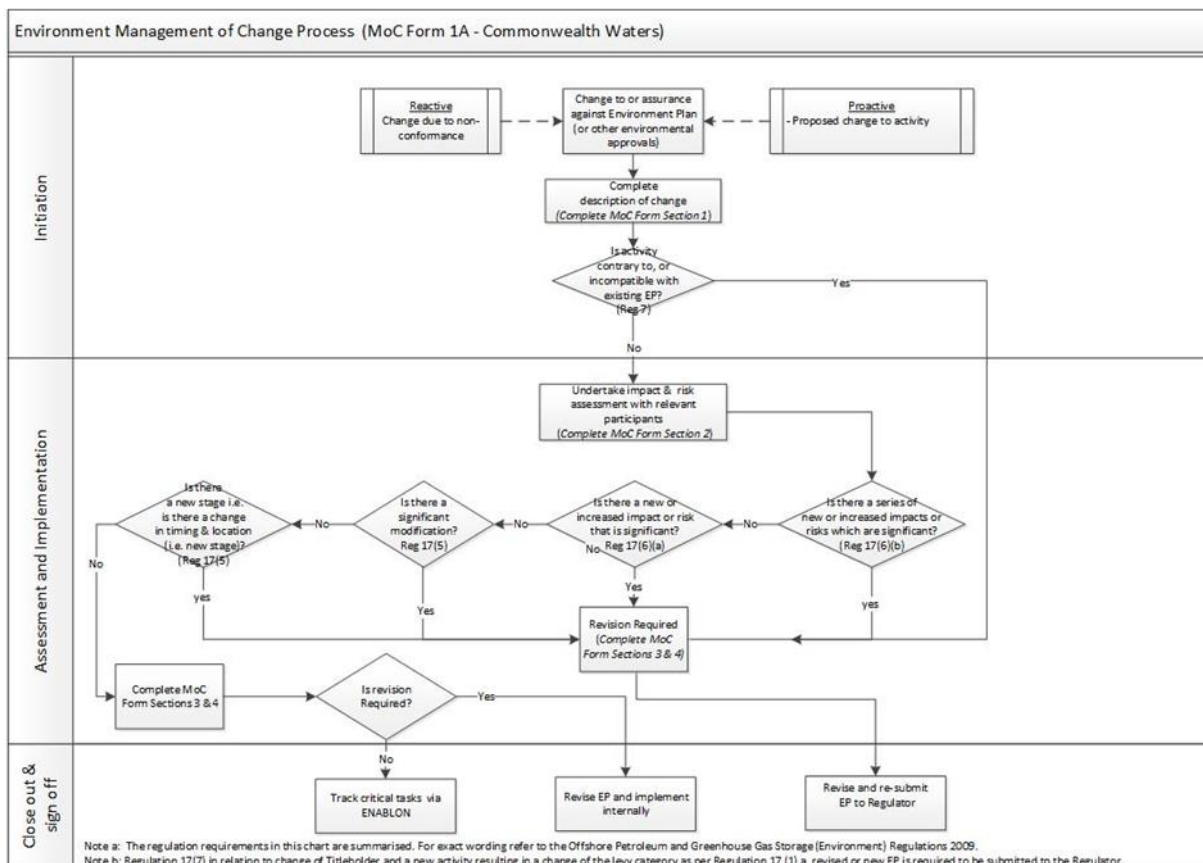 Environment Management of Change Process (MoC Form 1A - Commonwealth Waters)
Initiation
Reactive
Change due to non-
conformance
Change to or assurance
against Environment Plan
(or other environmental
approvals)
Proactive
- Proposed change to activity
Complete
description of change
(Complete MoC Form Section 1)
Is activity
contrary to, or
incompatible with
existing EP?
(Reg 7)
Yes
No
Assessment and Implementation
Undertake impact & risk
assessment with relevant
participants
(Complete MoC Form Section 2)
Is there
a new stage i.e.
is there a change
in timing & location
(i.e. new stage)?
(Reg 17(5)
No
Is there a
significant
modification?
Reg 17(5)
No
Is there a new or
increased impact or risk
that is significant?
Reg 17(6)(a)
No
No
Is there a series of
new or increased impacts or
risks which are significant?
(Reg 17(6)(b)
No
yes
Yes
Yes
yes
Revision Required
(Complete MoC
Form Sections 3 & 4)
Complete MoC
Form Sections 3 & 4
Is revision
Required?
Yes
No
Close out &
sign off
Track critical tasks via
ENABLON
Revise EP and implement
internally
Revise and re-submit
EP to Regulator
Note a: The regulation requirements in this chart are summarised. For exact wording refer to the Offshore Petroleum and Greenhouse Gas Storage (Environment) Regulations 2009.
Note b: Regulation 17(7) in relation to change of Titleholder and a new activity resulting in a change of the levy category as per Regulation 17 (1) a revised or new EP is required to be submitted to the Regulator